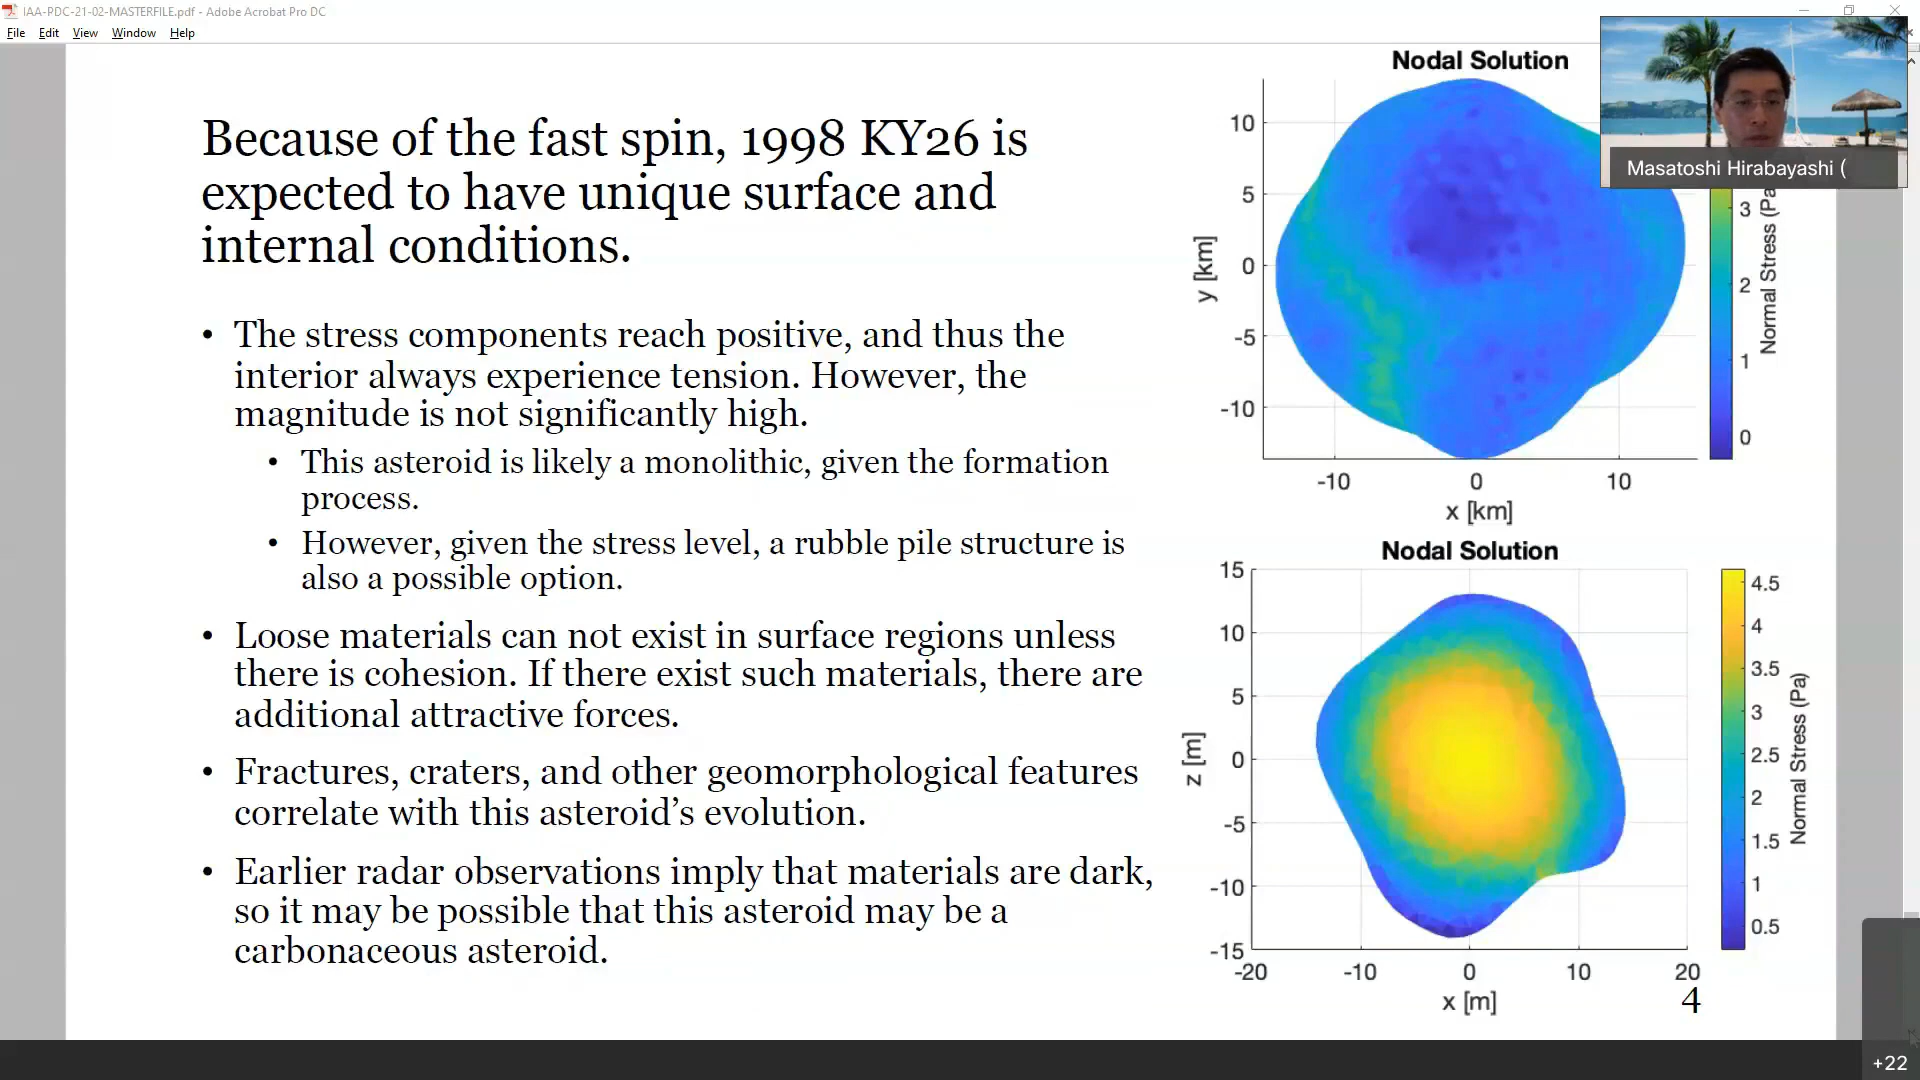 IAA-PDC-21-02-MASTERFILE.pdf - Adobe Acrobat Pro DC
File Edit View Window Help
Because of the fast spin, 1998 KY26 is
expected to have unique surface and
internal conditions.
• The stress components reach positive, and thus the
interior always experience tension. However, the
magnitude is not significantly high.
• This asteroid is likely a monolithic, given the formation
process.
• However, given the stress level, a rubble pile structure is
also a possible option.
• Loose materials can not exist in surface regions unless
there is cohesion. If there exist such materials, there are
additional attractive forces.
• Fractures, craters, and other geomorphological features
correlate with this asteroid's evolution.
• Earlier radar observations imply that materials are dark,
so it may be possible that this asteroid may be a
carbonaceous asteroid.
Nodal Solution
10
5
0
-5
-10
y [km]
-10 0 10
x [km]
3
2
1
0
Normal Stress (Pa
Masatoshi Hirabayashi (
Nodal Solution
15
10
5
0
-5
-10
-15
z [m]
-20 -10 0 10 20
x [m]
4.5
4
3.5
3
2.5
2
1.5
1
0.5
Normal Stress (Pa)
4
+22